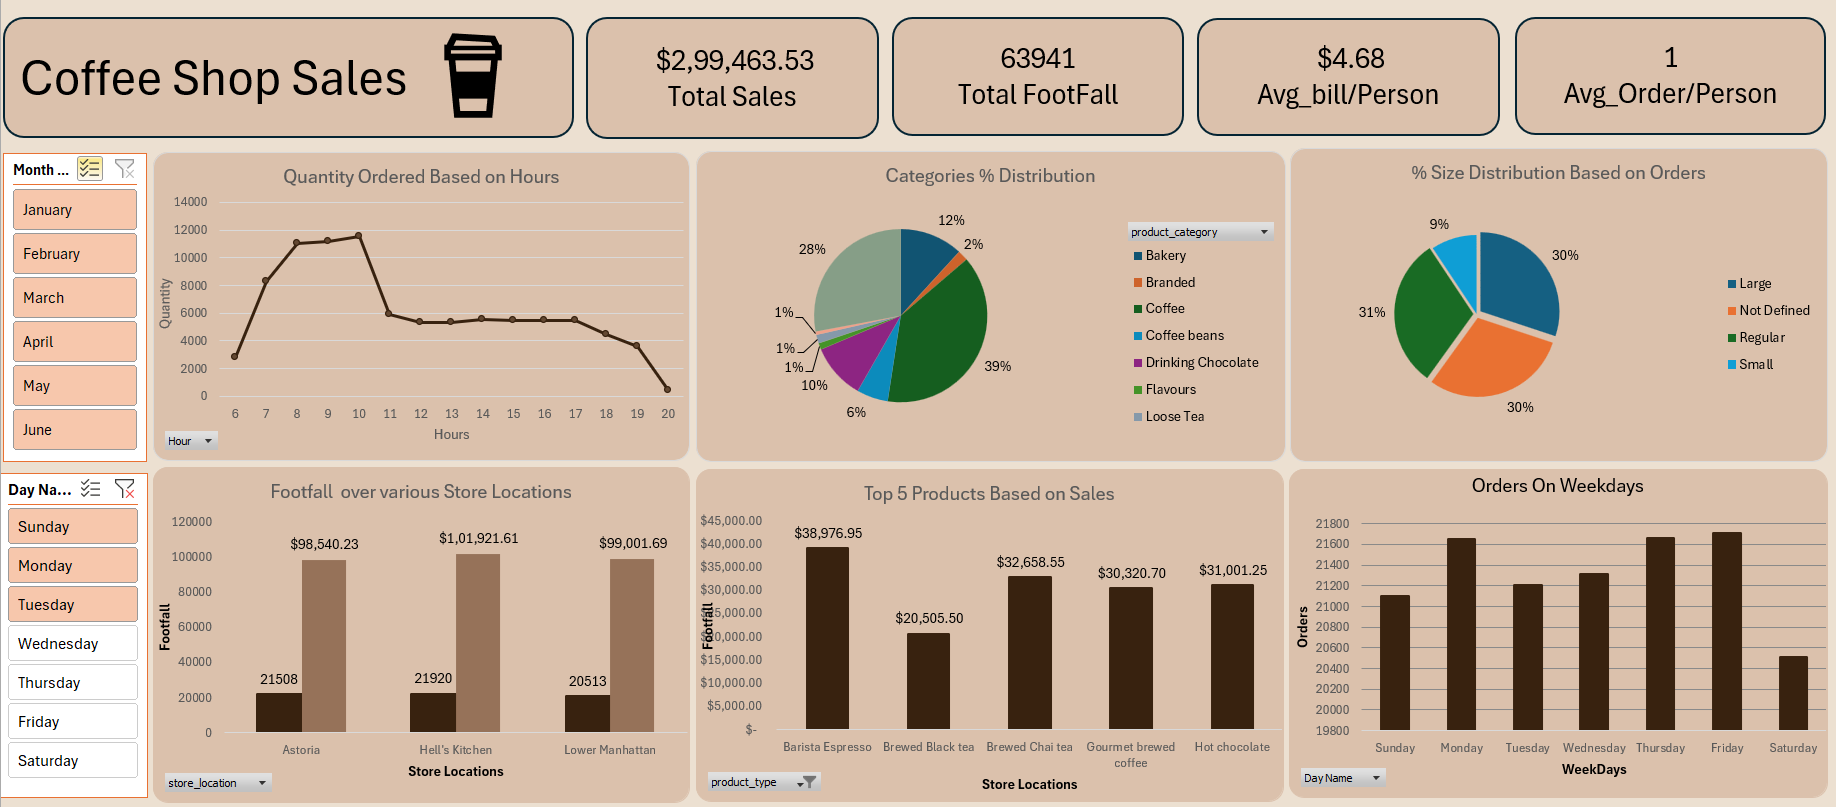 Coffee Shop Sales
$2,99,463.53
Total Sales
63941
Total FootFall
$4.68
Avg_bill/Person
1
Avg_Order/Person
Month ...
January
February
March
April
May
June
Quantity Ordered Based on Hours
14000
12000
10000
8000
6000
4000
2000
0
Quantity
6 7 8 9 10 11 12 13 14 15 16 17 18 19 20
Hours
Hour
Categories % Distribution
12%
2%
39%
6%
10%
1%
1%
1%
28%
product_category
Bakery
Branded
Coffee
Coffee beans
Drinking Chocolate
Flavours
Loose Tea
% Size Distribution Based on Orders
9%
30%
31%
30%
Large
Not Defined
Regular
Small
Day Na...
Sunday
Monday
Tuesday
Wednesday
Thursday
Friday
Saturday
Footfall over various Store Locations
120000
100000
80000
60000
40000
20000
0
Footfall
$98,540.23
$1,01,921.61
$99,001.69
21508
21920
20513
Astoria Hell's Kitchen Lower Manhattan
Store Locations
store_location
Top 5 Products Based on Sales
$45,000.00
$40,000.00
$35,000.00
$30,000.00
$25,000.00
$20,000.00
$15,000.00
$10,000.00
$5,000.00
$-
Footfall
$38,976.95
$20,505.50
$32,658.55
$30,320.70
$31,001.25
Barista Espresso Brewed Black tea Brewed Chai tea Gourmet brewed coffee Hot chocolate
Store Locations
product_type
Orders On Weekdays
21800
21600
21400
21200
21000
20800
20600
20400
20200
20000
19800
Orders
Sunday Monday Tuesday Wednesday Thursday Friday Saturday
WeekDays
Day Name